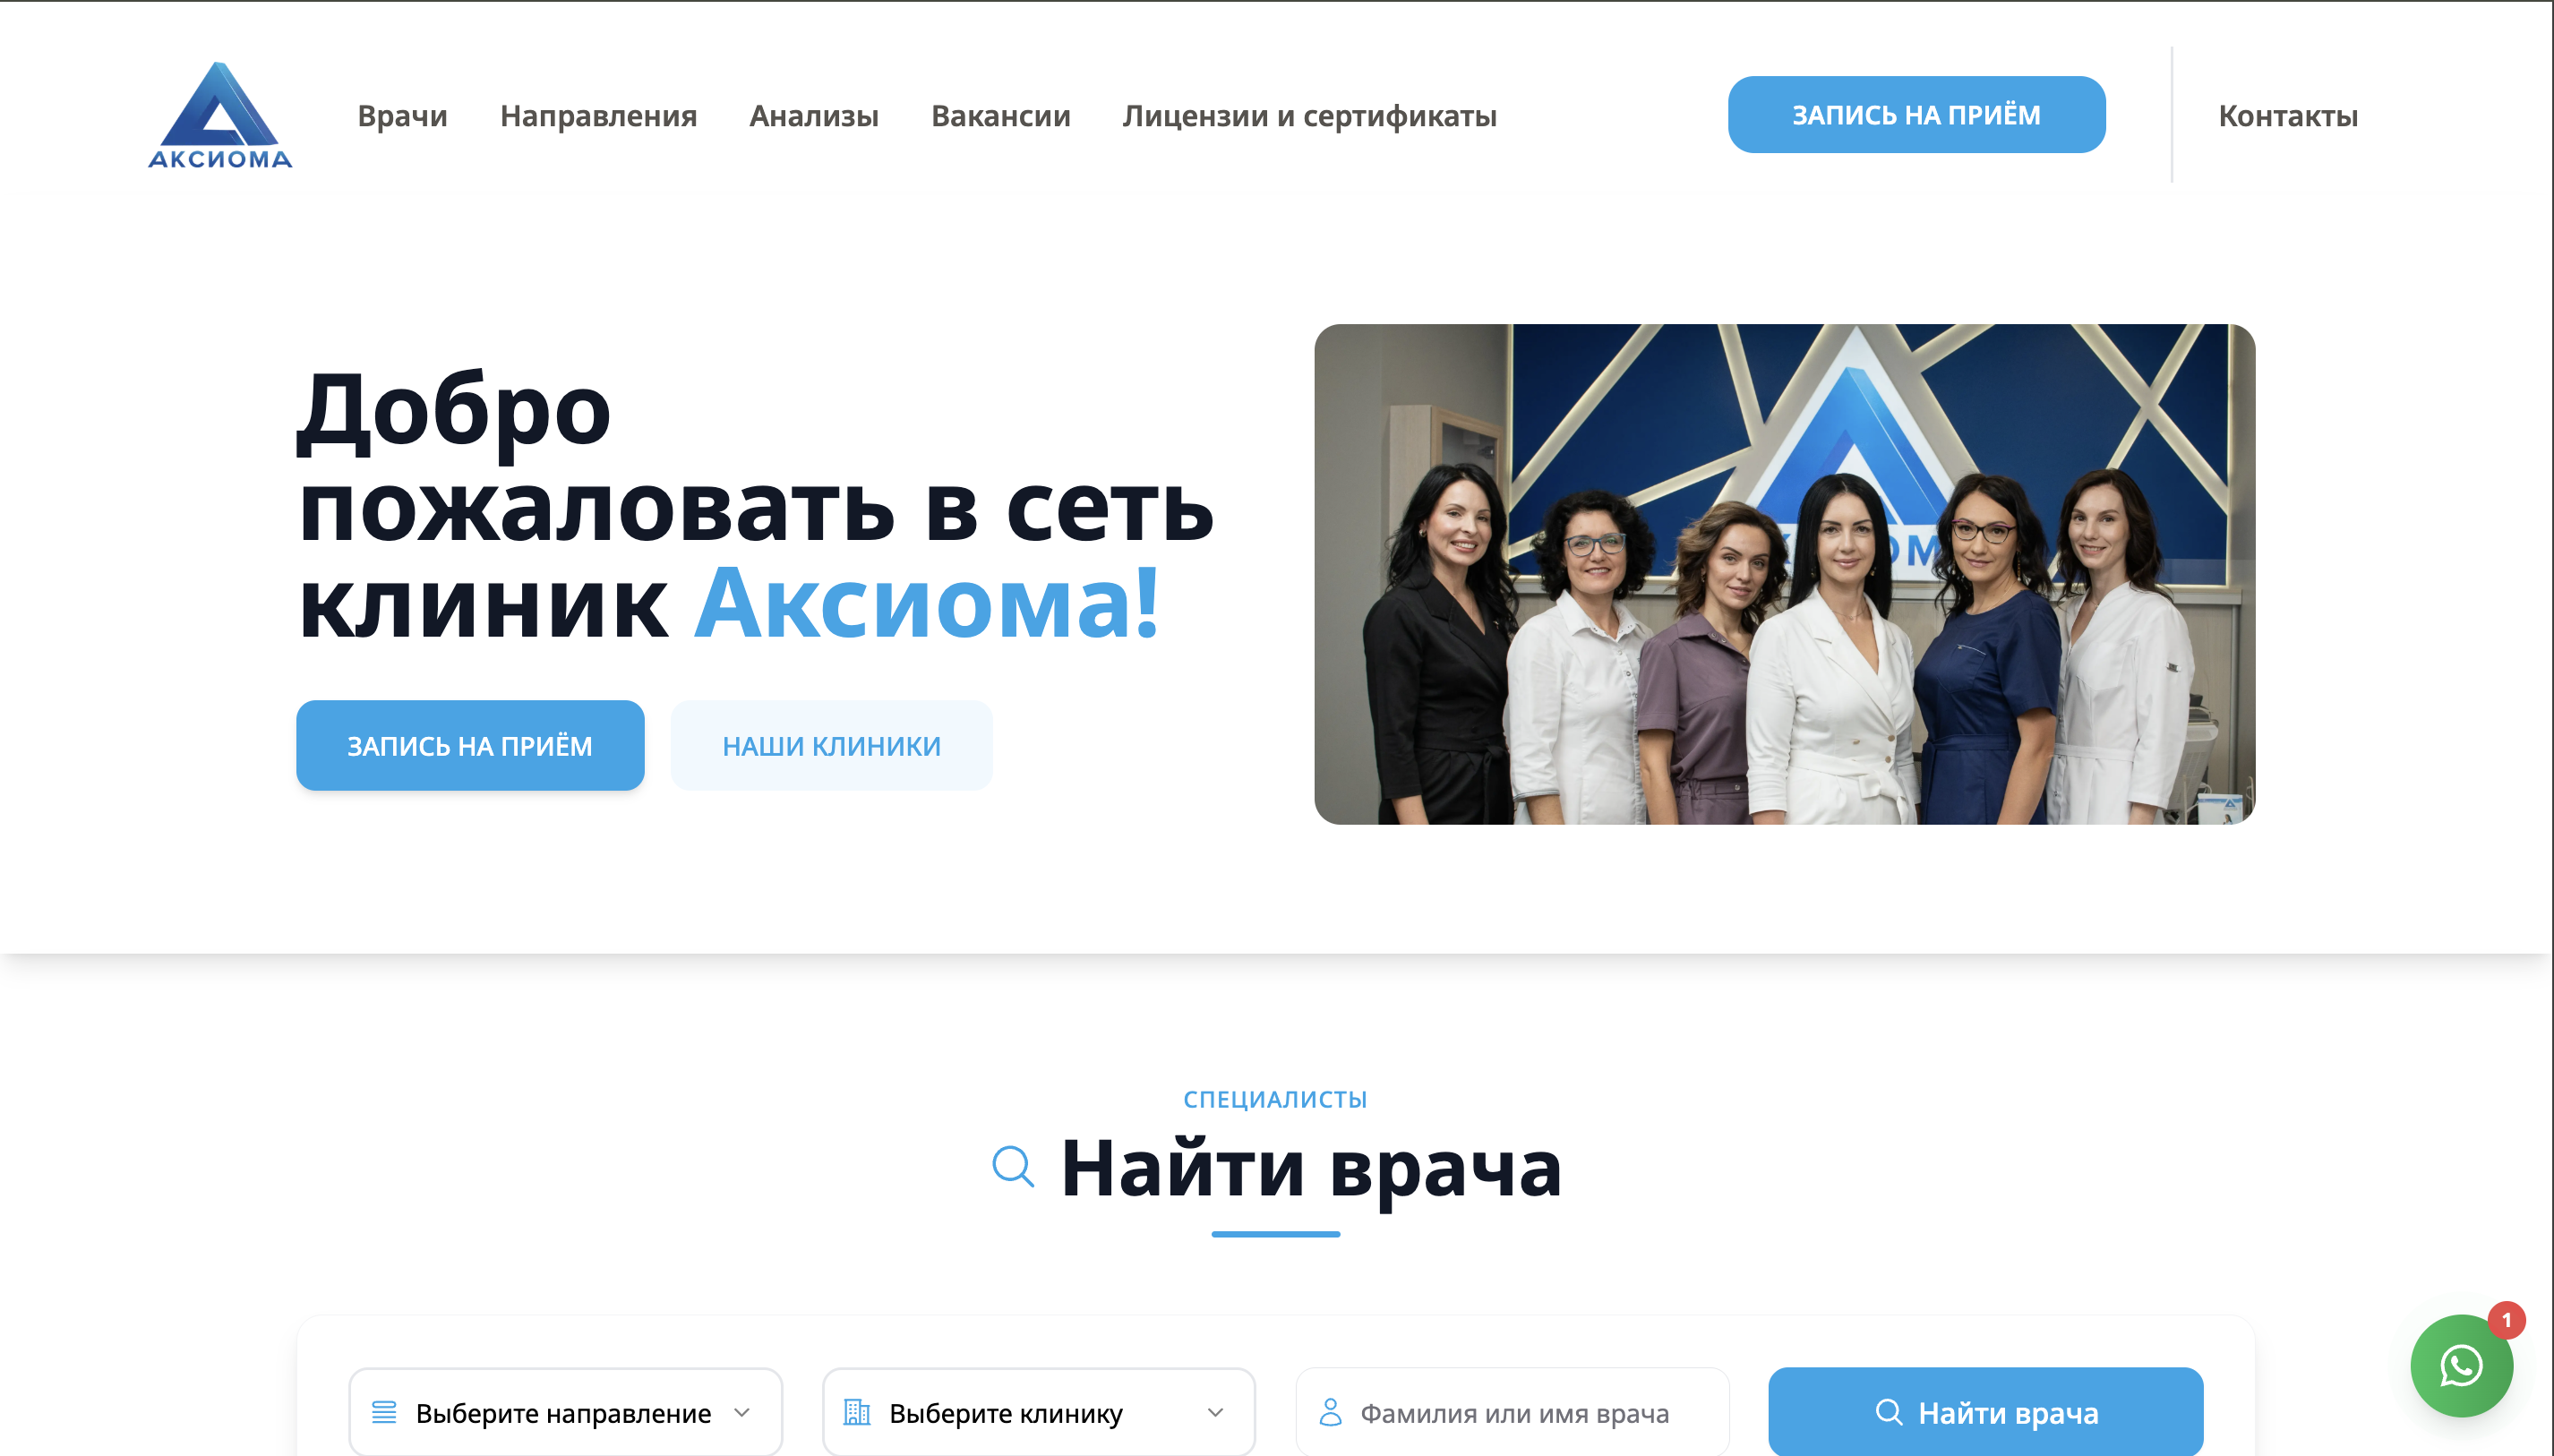 АКСИОМА
Врачи
Направления
Анализы
Вакансии
Лицензии и сертификаты
ЗАПИСЬ НА ПРИЁМ
Контакты
Добро
пожаловать в сеть
клиник Аксиома!
ЗАПИСЬ НА ПРИЁМ
НАШИ КЛИНИКИ
СПЕЦИАЛИСТЫ
Найти врача
Выберите направление
Выберите клинику
Фамилия или имя врача
Найти врача
1